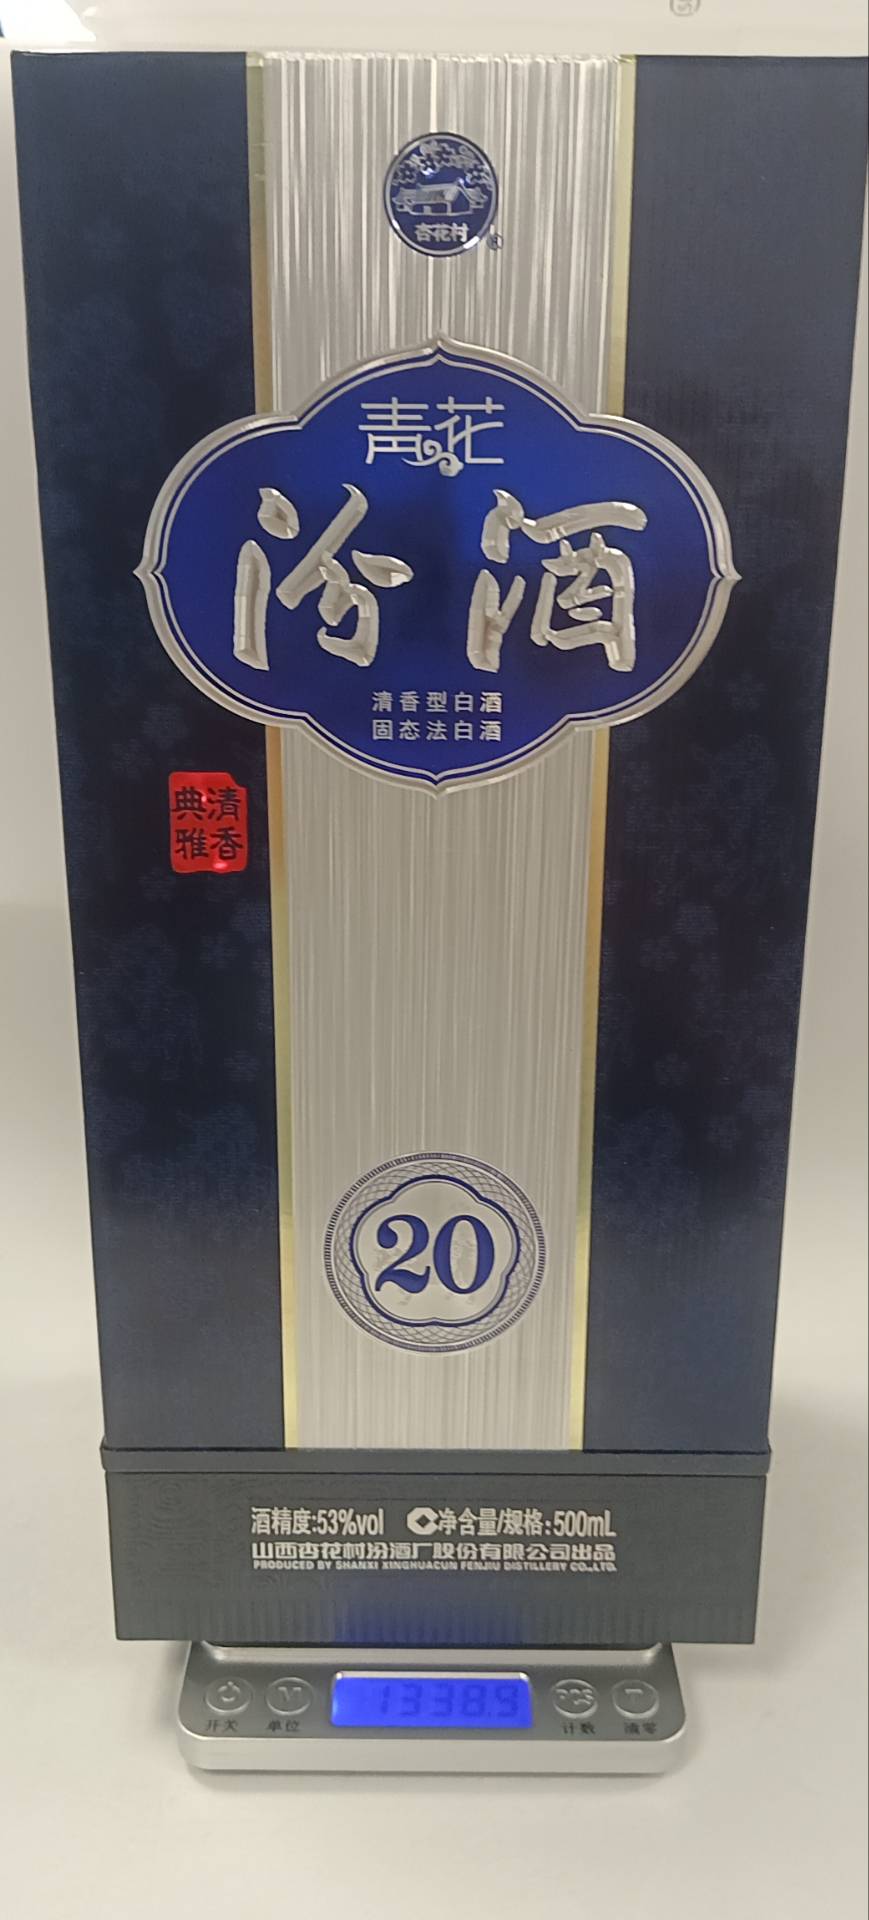 杏花村
®
青花
汾酒
清香型白酒
固态法白酒
清香
典雅
20
酒精度:53%vol 净含量/规格:500mL
山西杏花村汾酒厂股份有限公司出品
PRODUCED BY SHANXI XINGHUACUN FENJIU DISTILLERY CO.,LTD.
M 1338.9 PCS T
开关 单位 计数 清零